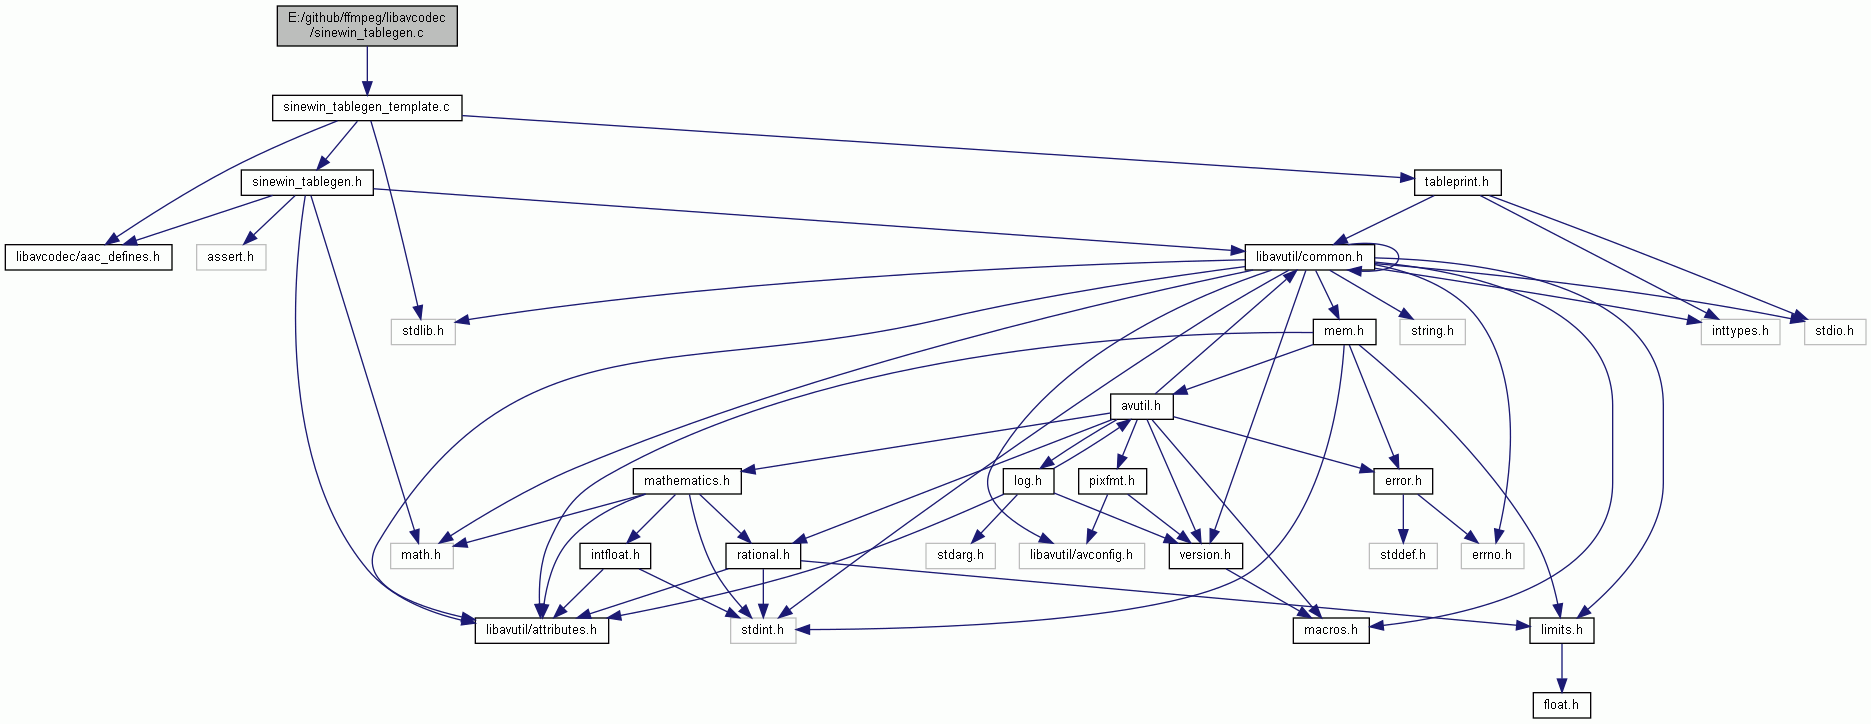 E:/github/ffmpeg/libavcodec
/sinewin_tablegen.c
sinewin_tablegen_template.c
sinewin_tablegen.h
tableprint.h
libavcodec/aac_defines.h
assert.h
libavutil/common.h
stdlib.h
mem.h
string.h
inttypes.h
stdio.h
avutil.h
mathematics.h
log.h
pixfmt.h
error.h
math.h
intfloat.h
rational.h
stdarg.h
libavutil/avconfig.h
version.h
stddef.h
errno.h
libavutil/attributes.h
stdint.h
macros.h
limits.h
float.h